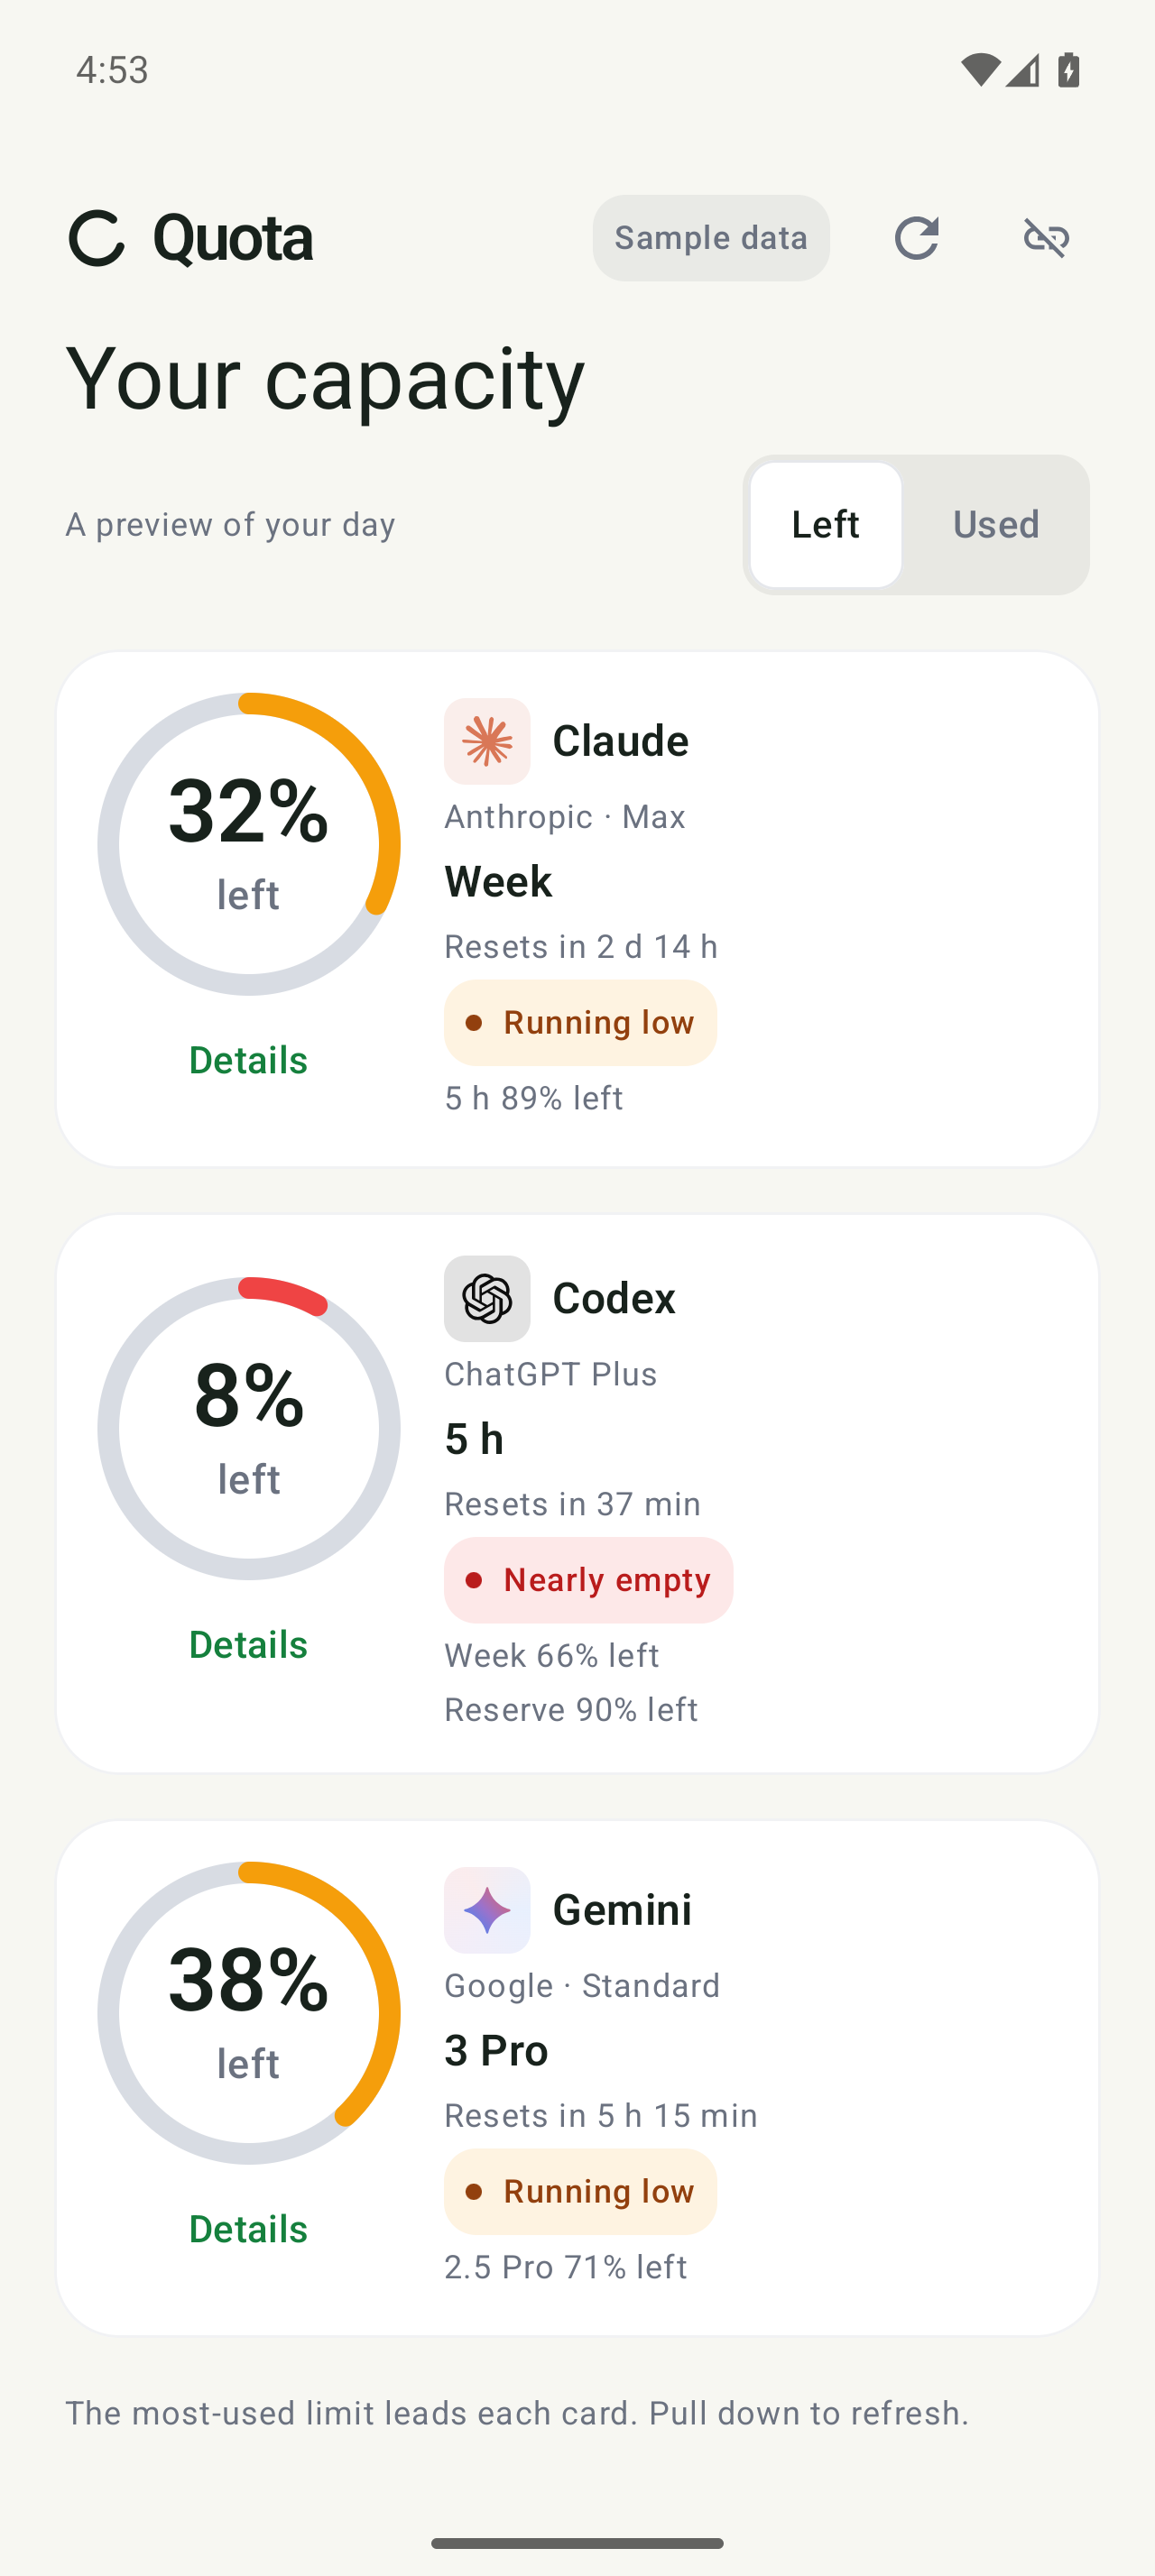 4:53
Quota
Sample data
Your capacity
A preview of your day
Left
Used
32%
left
Details
Claude
Anthropic · Max
Week
Resets in 2 d 14 h
Running low
5 h 89% left
8%
left
Details
Codex
ChatGPT Plus
5 h
Resets in 37 min
Nearly empty
Week 66% left
Reserve 90% left
38%
left
Details
Gemini
Google · Standard
3 Pro
Resets in 5 h 15 min
Running low
2.5 Pro 71% left
The most-used limit leads each card. Pull down to refresh.